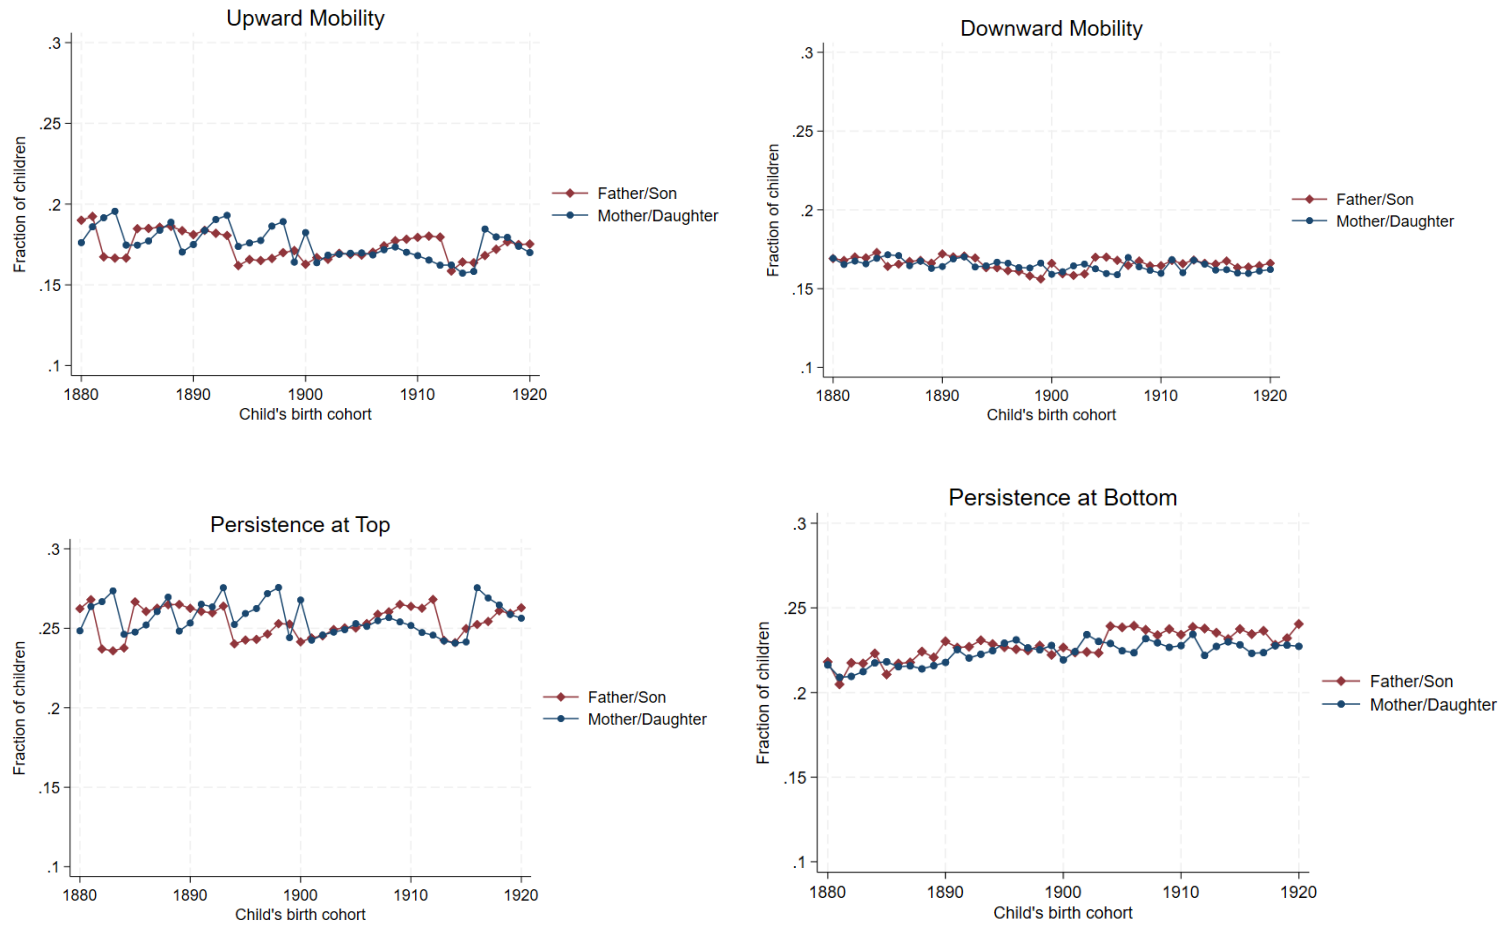 Upward Mobility
.3
.25
.2
.15
.1
Fraction of children
1880
1890
1900
1910
1920
Child's birth cohort
Father/Son
Mother/Daughter
Downward Mobility
.3
.25
.2
.15
.1
Fraction of children
1880
1890
1900
1910
1920
Child's birth cohort
Father/Son
Mother/Daughter
Persistence at Top
.3
.25
.2
.15
.1
Fraction of children
1880
1890
1900
1910
1920
Child's birth cohort
Father/Son
Mother/Daughter
Persistence at Bottom
.3
.25
.2
.15
.1
Fraction of children
1880
1890
1900
1910
1920
Child's birth cohort
Father/Son
Mother/Daughter